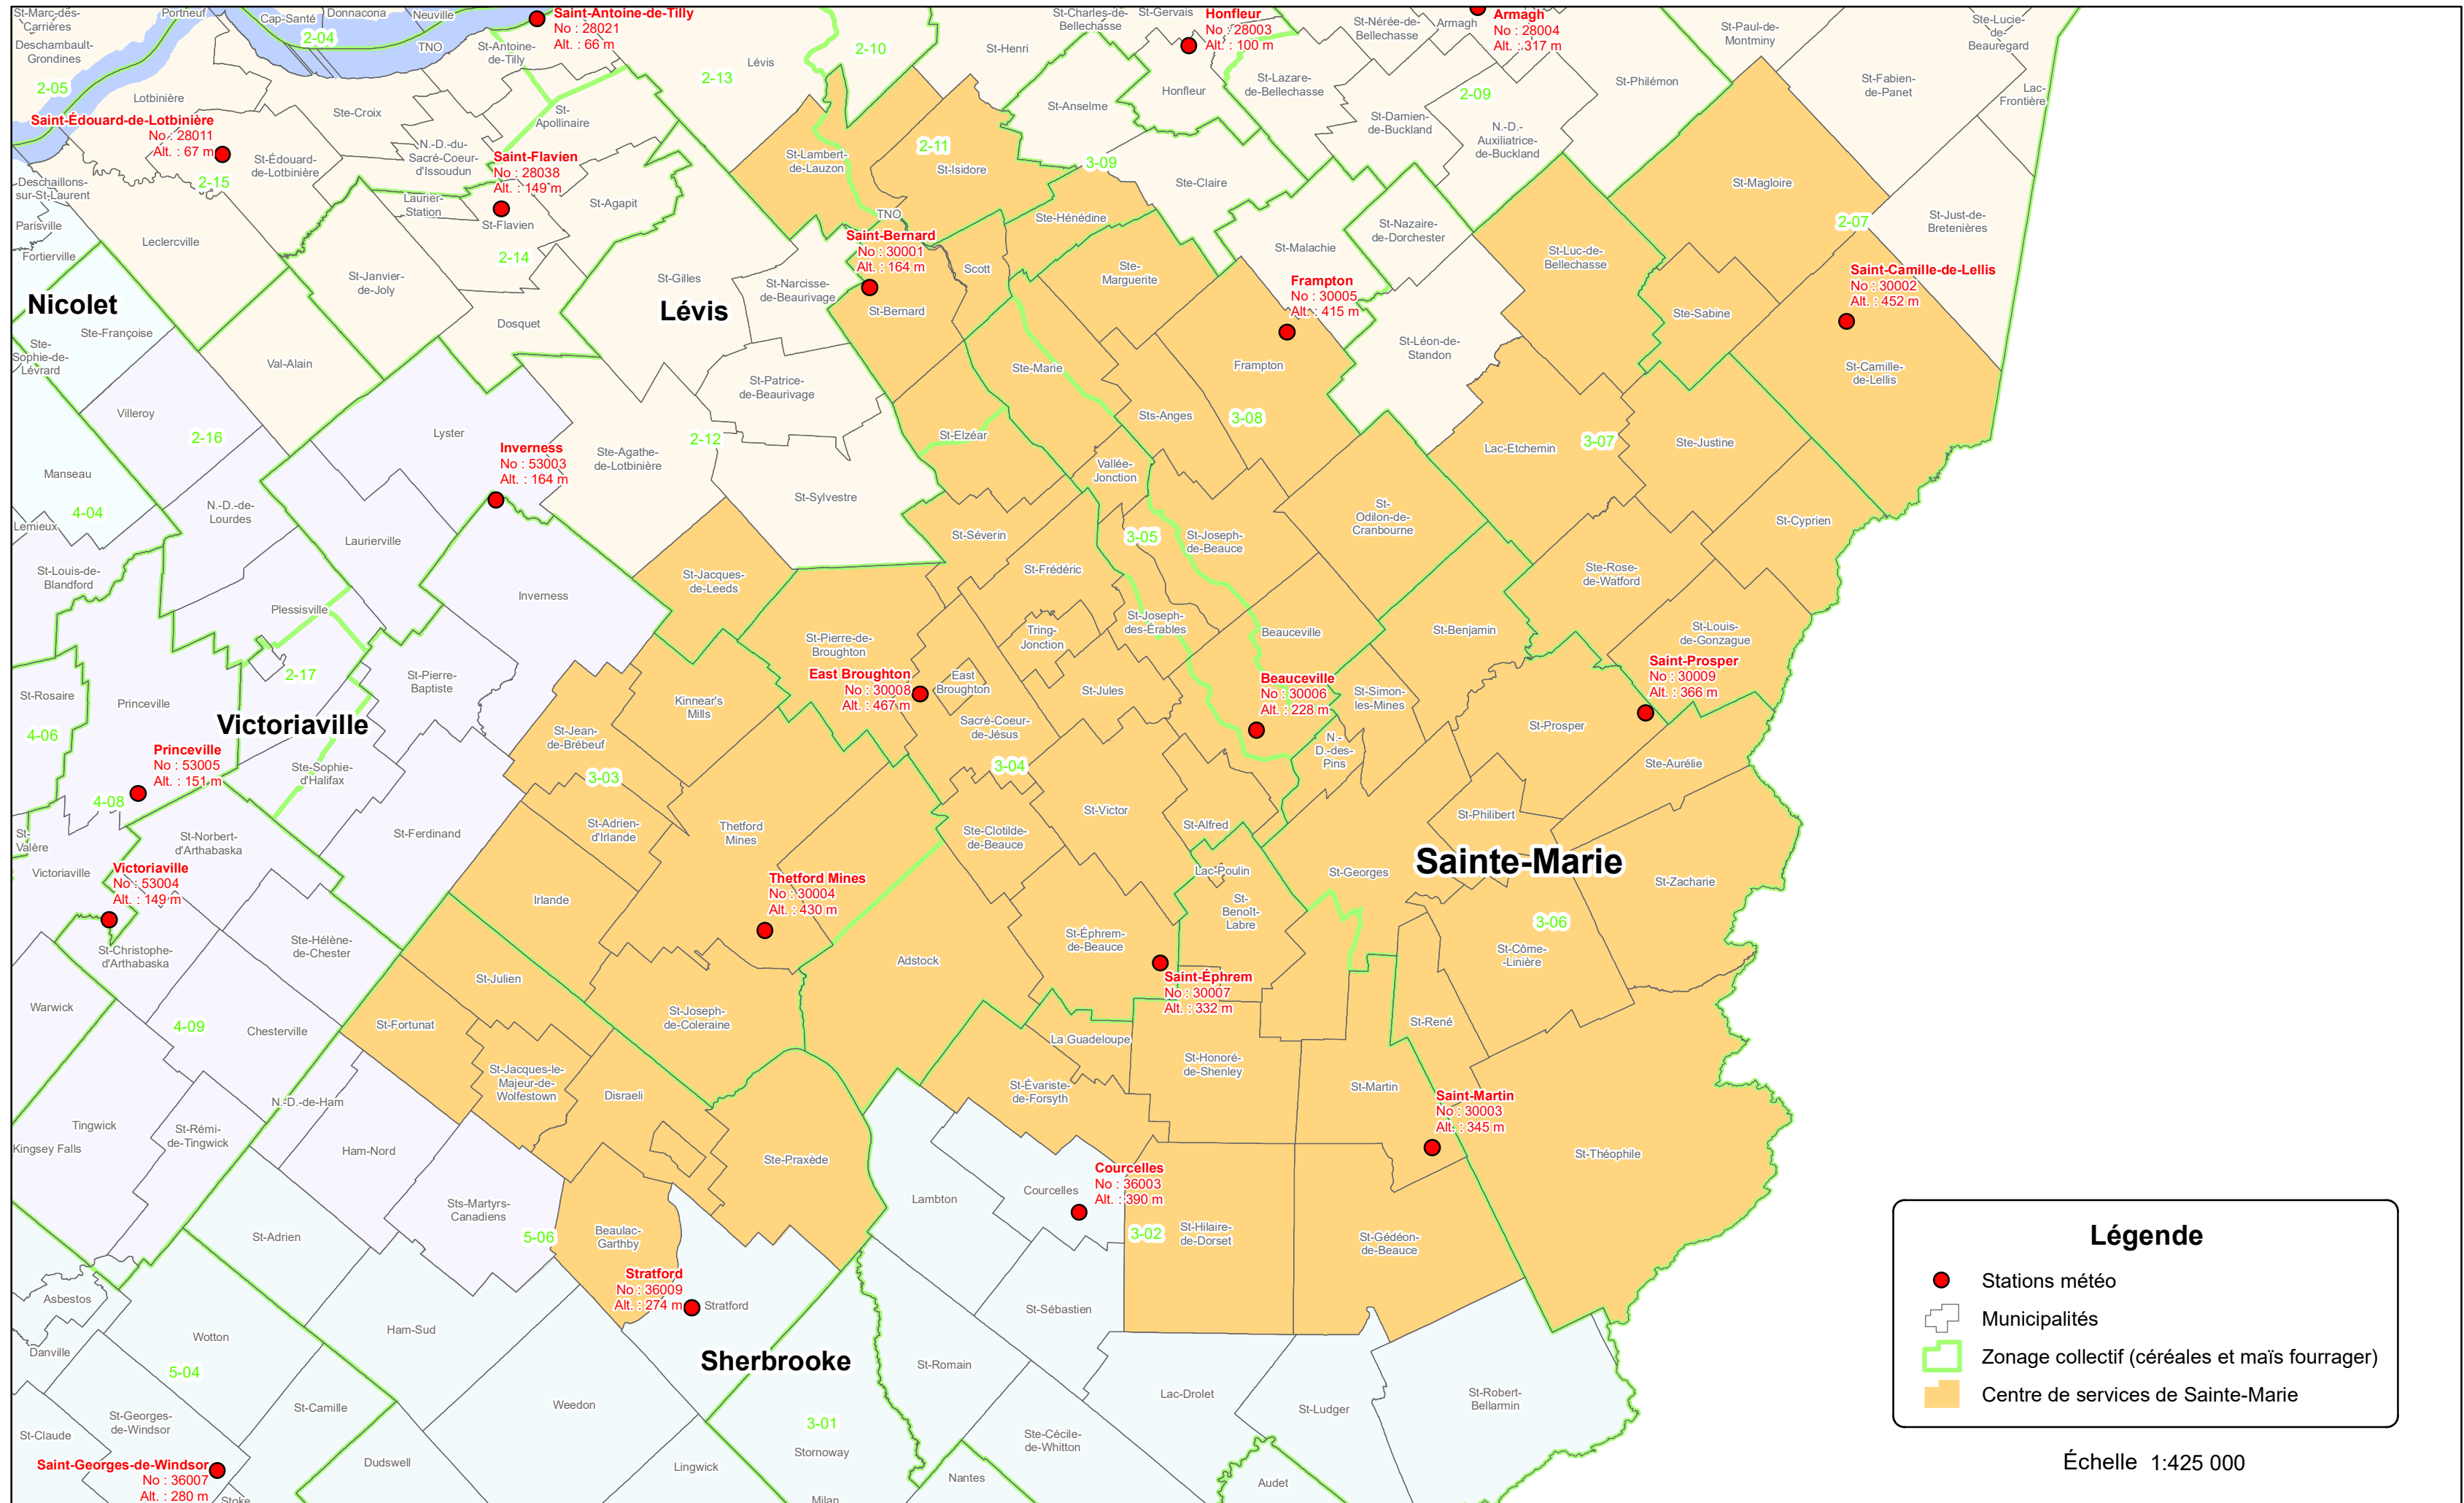 St-Marc-des-
Carrières
Deschambault-
Grondines
2-05
Portneuf
Cap-Santé
Donnacona
Neuville
2-04
TNO
St-Antoine-
de-Tilly
Saint-Antoine-de-Tilly
No : 28021
Alt. : 66 m
2-13
Lévis
2-10
St-Henri
St-Charles-de-
Bellechasse
St-Gervais
Honfleur
No : 28003
Alt. : 100 m
St-Nérée-de-
Bellechasse
Armagh
Armagh
No : 28004
Alt. : 317 m
St-Paul-de-
Montminy
Ste-Lucie-
de-
Beauregard
St-Philémon
St-Fabien-
de-Panet
Lac-
Frontière
Lotbinière
Saint-Édouard-de-Lotbinière
No : 28011
Alt. : 67 m
2-15
St-Édouard-
de-Lotbinière
Ste-Croix
N.-D.-du-
Sacré-Coeur-
d'Issoudun
St-
Apollinaire
Saint-Flavien
No : 28038
Alt. : 149 m
Laurier-
Station
St-Flavien
2-14
St-Agapit
St-Lambert-
de-Lauzon
2-11
St-Isidore
St-Anselme
Honfleur
St-Lazare-
de-Bellechasse
St-Damien-
de-Buckland
2-09
N.-D.-
Auxiliatrice-
de-Buckland
3-09
Ste-Claire
St-Magloire
2-07
St-Just-de-
Bretenières
Deschaillons-
sur-St-Laurent
Parisville
Fortierville
Leclercville
St-Janvier-
de-Joly
Dosquet
St-Gilles
St-Narcisse-
de-Beaurivage
TNO
Saint-Bernard
No : 30001
Alt. : 164 m
St-Bernard
Scott
Ste-Hénédine
Ste-
Marguerite
St-Malachie
St-Nazaire-
de-Dorchester
St-Luc-de-
Bellechasse
Frampton
No : 30005
Alt. : 415 m
Frampton
3-08
St-Léon-de-
Standon
Ste-Sabine
Saint-Camille-de-Lellis
No : 30002
Alt. : 452 m
St-Camille-
de-Lellis
Nicolet
Lévis
Ste-Françoise
Ste-
Sophie-de-
Lévrard
Val-Alain
Villeroy
2-16
Lyster
Inverness
No : 53003
Alt. : 164 m
Ste-Agathe-
de-Lotbinière
2-12
St-Patrice-
de-Beaurivage
St-Sylvestre
Ste-Marie
St-Elzéar
Sts-Anges
Vallée-
Jonction
Lac-Etchemin
3-07
Ste-Justine
St-Cyprien
Manseau
4-04
Lemieux
N.-D.-de-
Lourdes
Laurierville
St-Louis-de-
Blandford
Plessisville
Inverness
St-Jacques-
de-Leeds
St-Séverin
St-Frédéric
3-05
St-Joseph-
de-Beauce
St-
Odilon-de-
Cranbourne
Ste-Rose-
de-Watford
St-Louis-
de-Gonzague
St-Pierre-de-
Broughton
Tring-
Jonction
St-Joseph-
des-Érables
Beauceville
St-Benjamin
St-Rosaire
4-06
Princeville
2-17
Victoriaville
St-Pierre-
Baptiste
Kinnear's
Mills
St-Jean-
de-Brébeuf
3-03
East Broughton
No : 30008
Alt. : 467 m
East
Broughton
Sacré-Coeur-
de-Jésus
3-04
St-Jules
Beauceville
No : 30006
Alt. : 228 m
St-Simon-
les-Mines
N.-
D.-des-
Pins
Saint-Prosper
No : 30009
Alt. : 366 m
St-Prosper
Ste-Aurélie
Princeville
No : 53005
Alt. : 151 m
4-08
Ste-Sophie-
d'Halifax
St-Norbert-
d'Arthabaska
St-Ferdinand
St-Adrien-
d'Irlande
Thetford
Mines
Ste-Clotilde-
de-Beauce
St-Victor
St-Alfred
St-Philibert
Sainte-Marie
St-Georges
St-Zacharie
St-
Valère
Victoriaville
Victoriaville
No : 53004
Alt. : 149 m
St-Christophe-
d'Arthabaska
Ste-Hélène-
de-Chester
Irlande
Thetford Mines
No : 30004
Alt. : 430 m
Lac-Poulin
St-
Benoît-
Labre
St-Éphrem-
de-Beauce
Adstock
3-06
St-Côme-
-Linière
Saint-Éphrem
No : 30007
Alt. : 332 m
Warwick
4-09
Chesterville
St-Julien
St-Fortunat
St-Joseph-
de-Coleraine
La Guadeloupe
St-Honoré-
de-Shenley
St-René
St-Martin
St-Évariste-
de-Forsyth
St-Jacques-le-
Majeur-de-
Wolfestown
Disraeli
Saint-Martin
No : 30003
Alt. : 345 m
St-Théophile
Tingwick
Kingsey Falls
St-Rémi-
de-Tingwick
N.-D.-de-Ham
Ham-Nord
Sts-Martyrs-
Canadiens
5-06
Ste-Praxède
Beaulac-
Garthby
Lambton
Courcelles
Courcelles
No : 36003
Alt. : 390 m
3-02
St-Hilaire-
de-Dorset
St-Gédéon-
de-Beauce
St-Adrien
Asbestos
Stratford
No : 36009
Alt. : 274 m
Stratford
St-Sébastien
Ham-Sud
Wotton
Danville
5-04
Sherbrooke
St-Romain
Lac-Drolet
St-Ludger
St-Robert-
Bellarmin
St-Georges-
de-Windsor
St-Claude
St-Camille
Weedon
3-01
Stornoway
Ste-Cécile-
de-Whitton
Dudswell
Lingwick
Nantes
Audet
Milan
Saint-Georges-de-Windsor
No : 36007
Alt. : 280 m
Stoke
Légende
Stations météo
Municipalités
Zonage collectif (céréales et maïs fourrager)
Centre de services de Sainte-Marie
Échelle 1:425 000